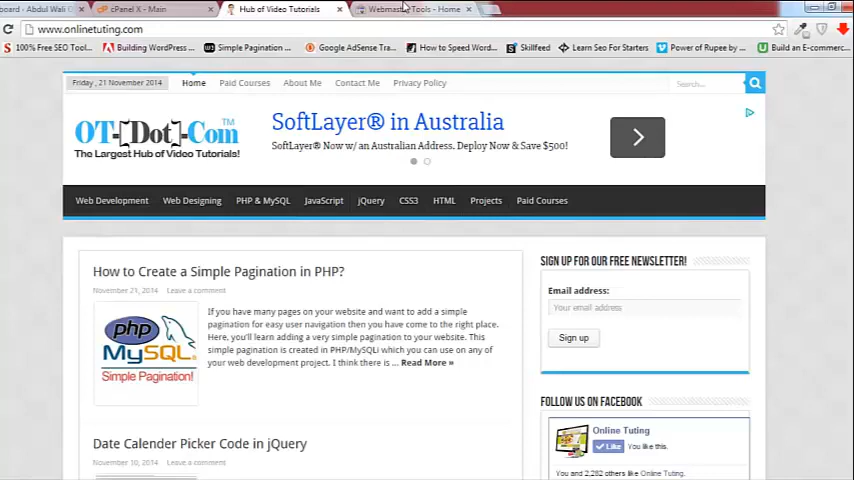 board - Abdul Wali
cPanel X - Main
Hub of Video Tutorials
Webmaster Tools - Home
www.onlinetuting.com
100% Free SEO Tool...
Building WordPress ...
Simple Pagination in ...
Google AdSense Tra...
How to Speed Word...
Skillfeed
Learn Seo For Starters
Power of Rupee by ...
Build an E-commerc...
Friday , 21 November 2014
Home
Paid Courses
About Me
Contact Me
Privacy Policy
Search...
OT-[Dot]-Com™
The Largest Hub of Video Tutorials!
SoftLayer® in Australia
SoftLayer® Now w/ an Australian Address. Deploy Now & Save $500!
Web Development
Web Designing
PHP & MySQL
JavaScript
jQuery
CSS3
HTML
Projects
Paid Courses
How to Create a Simple Pagination in PHP?
November 21, 2014
Leave a comment
php
MySQL
Simple Pagination!
If you have many pages on your website and want to add a simple
pagination for easy user navigation then you have come to the right place.
Here, you'll learn adding a very simple pagination to your website. This
simple pagination is created in PHP/MySQLi which you can use on any of
your web development project. I think there is ... Read More »
Date Calender Picker Code in jQuery
November 10, 2014
Leave a comment
SIGN UP FOR OUR FREE NEWSLETTER!
Email address:
Your email address
Sign up
FOLLOW US ON FACEBOOK
Online Tuting
Like
You like this.
You and 2,282 others like Online Tuting.